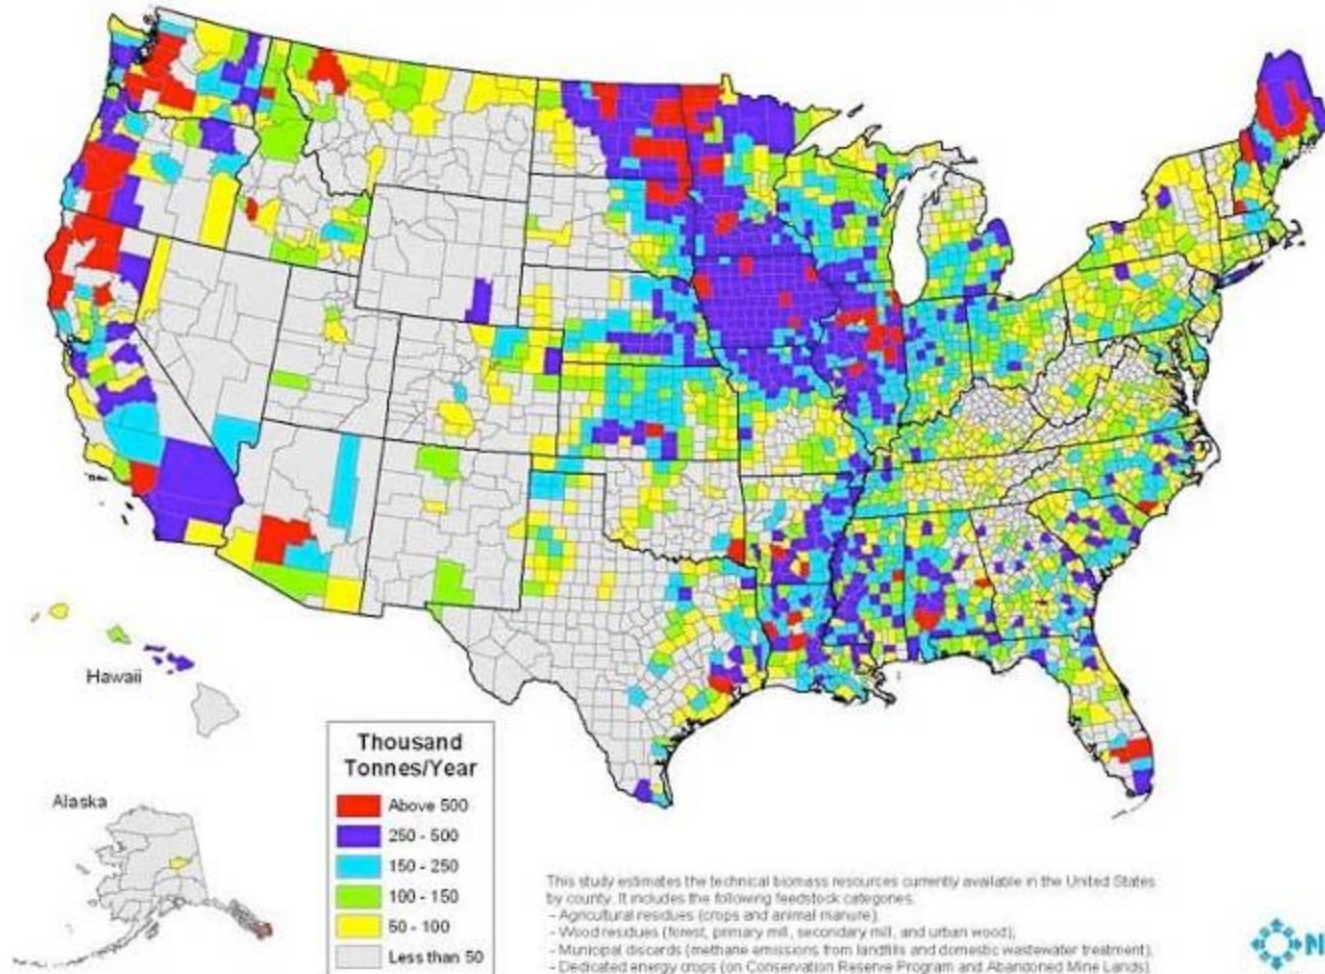 Hawaii
Alaska
Thousand
Tonnes/Year
Above 500
250 - 500
150 - 250
100 - 150
50 - 100
Less than 50
This study estimates the technical biomass resources currently available in the United States
by county. It includes the following feedstock categories:
- Agricultural residues (crops and animal manure);
- Wood residues (forest, primary mill, secondary mill, and urban wood);
- Municipal discards (methane emissions from landfills and domestic wastewater treatment);
- Dedicated energy crops (on Conservation Reserve Program and Abandoned Mine Lands)
N